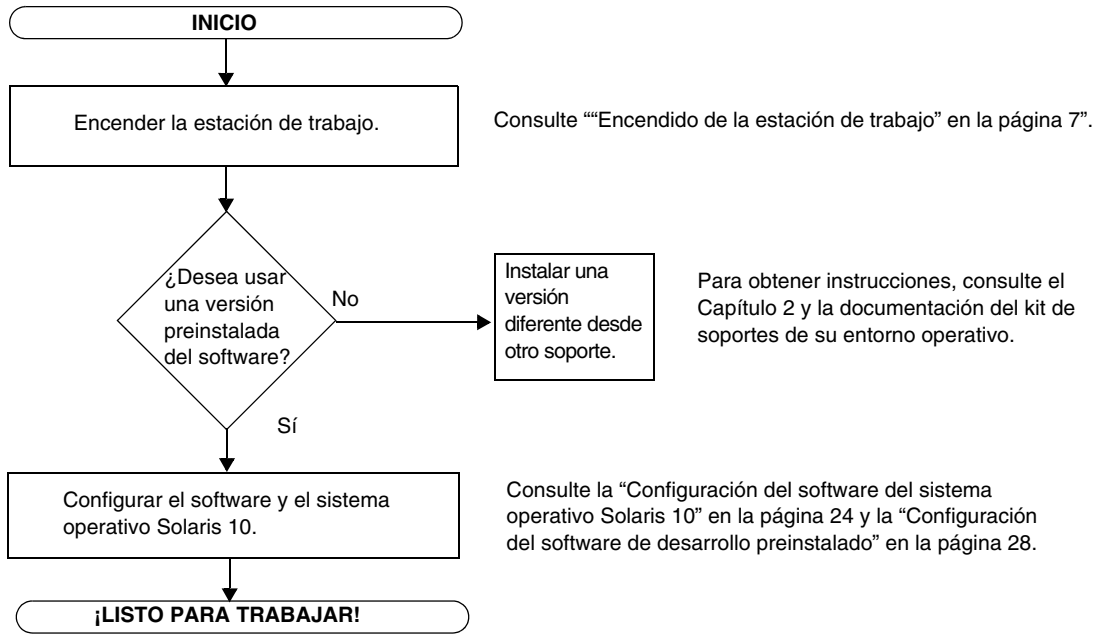 INICIO
Encender la estación de trabajo.
Consulte ““Encendido de la estación de trabajo” en la página 7”.
¿Desea usar
una versión
preinstalada
del software?
No
Instalar una
versión
diferente desde
otro soporte.
Para obtener instrucciones, consulte el
Capítulo 2 y la documentación del kit de
soportes de su entorno operativo.
Sí
Configurar el software y el sistema
operativo Solaris 10.
Consulte la “Configuración del software del sistema
operativo Solaris 10” en la página 24 y la “Configuración
del software de desarrollo preinstalado” en la página 28.
¡LISTO PARA TRABAJAR!